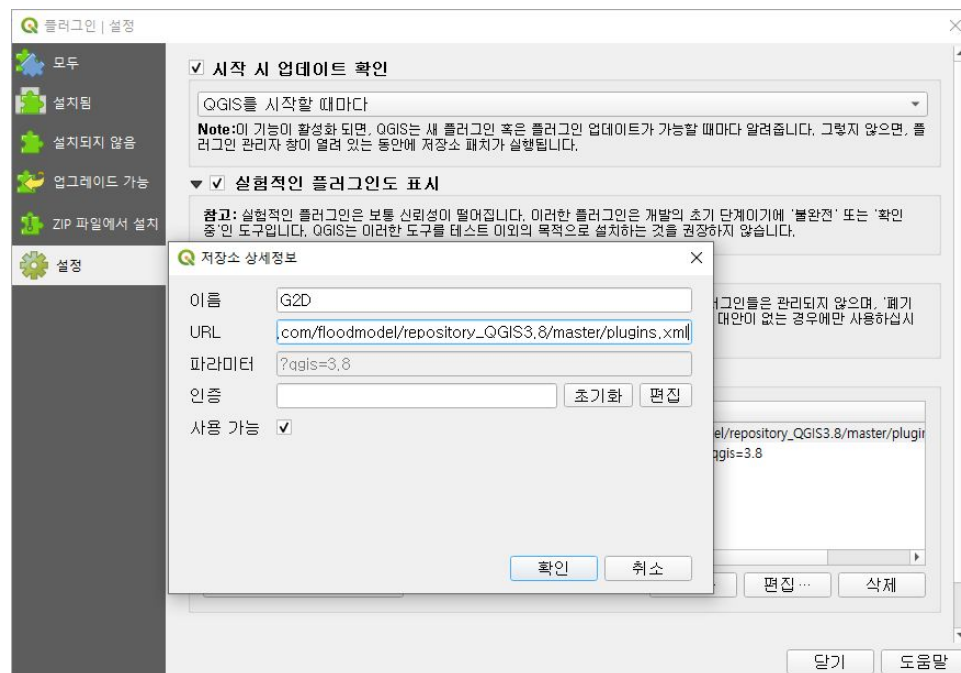 플러그인 | 설정
모두
설치됨
설치되지 않음
업그레이드 가능
ZIP 파일에서 설치
설정
시작 시 업데이트 확인
QGIS를 시작할 때마다
Note:이 기능이 활성화 되면, QGIS는 새 플러그인 혹은 플러그인 업데이트가 가능할 때마다 알려줍니다. 그렇지 않으면, 플
러그인 관리자 창이 열려 있는 동안에 저장소 패치가 실행됩니다.
실험적인 플러그인도 표시
참고: 실험적인 플러그인은 보통 신뢰성이 떨어집니다. 이러한 플러그인은 개발의 초기 단계이기에 '불완전' 또는 '확인
중'인 도구입니다. QGIS는 이러한 도구를 테스트 이외의 목적으로 설치하는 것을 권장하지 않습니다.
러그인들은 관리되지 않으며, '폐기
대안이 없는 경우에만 사용하십시
저장소 상세정보
이름
G2D
URL
.com/floodmodel/repository_QGIS3.8/master/plugins.xml
파라미터
?qgis=3.8
인증
초기화
편집
사용 가능
확인
취소
el/repository_QGIS3.8/master/plugin
qgis=3.8
편집...
삭제
닫기
도움말